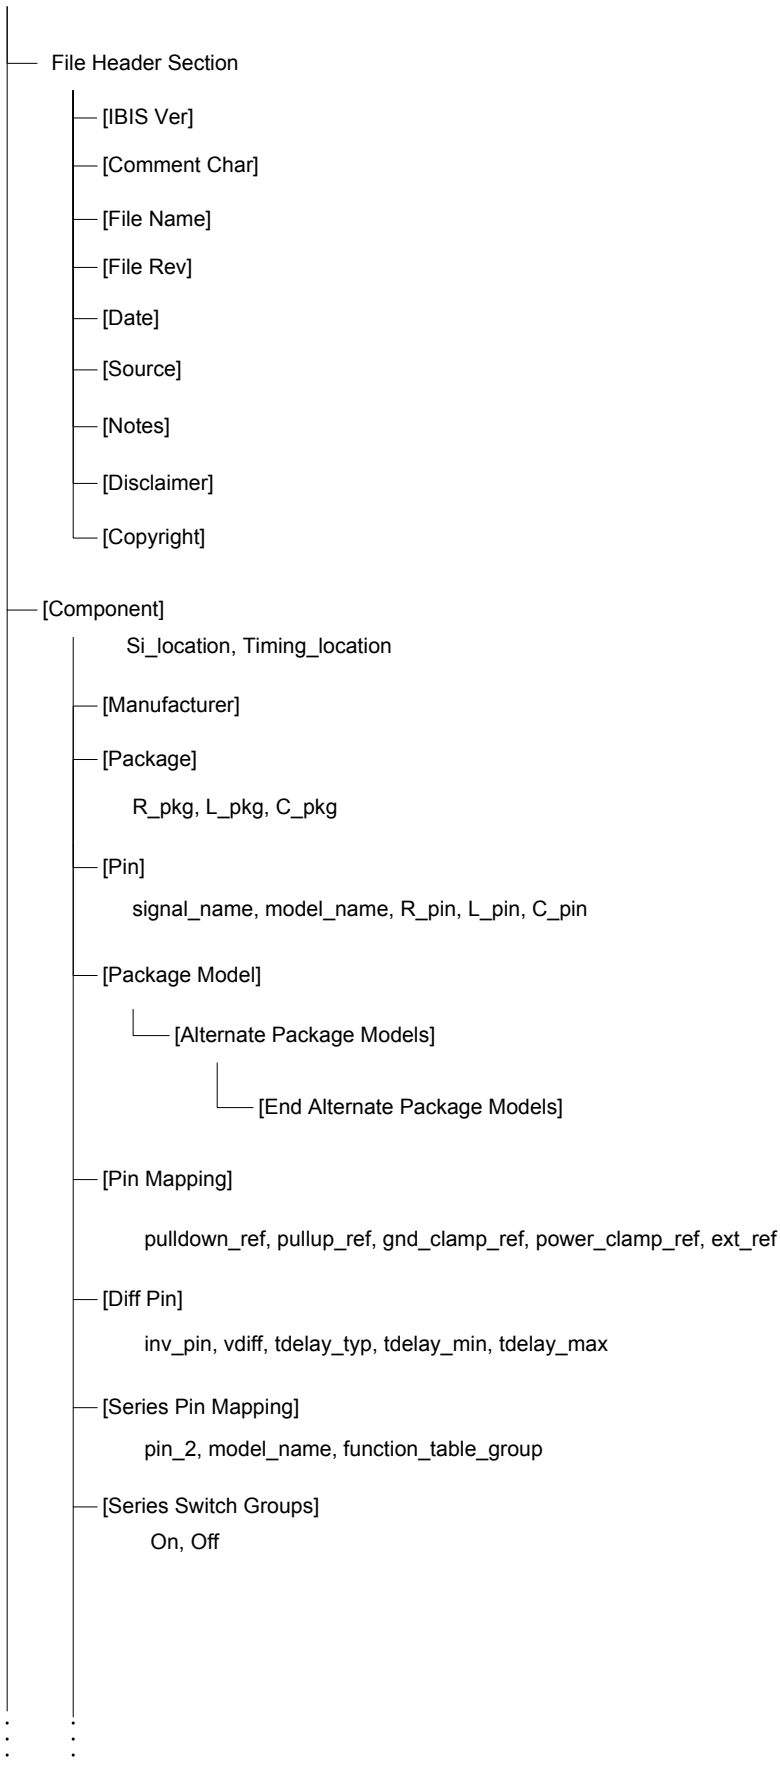 File Header Section
[IBIS Ver]
[Comment Char]
[File Name]
[File Rev]
[Date]
[Source]
[Notes]
[Disclaimer]
[Copyright]
[Component]
Si_location, Timing_location
[Manufacturer]
[Package]
R_pkg, L_pkg, C_pkg
[Pin]
signal_name, model_name, R_pin, L_pin, C_pin
[Package Model]
[Alternate Package Models]
[End Alternate Package Models]
[Pin Mapping]
pulldown_ref, pullup_ref, gnd_clamp_ref, power_clamp_ref, ext_ref
[Diff Pin]
inv_pin, vdiff, tdelay_typ, tdelay_min, tdelay_max
[Series Pin Mapping]
pin_2, model_name, function_table_group
[Series Switch Groups]
On, Off